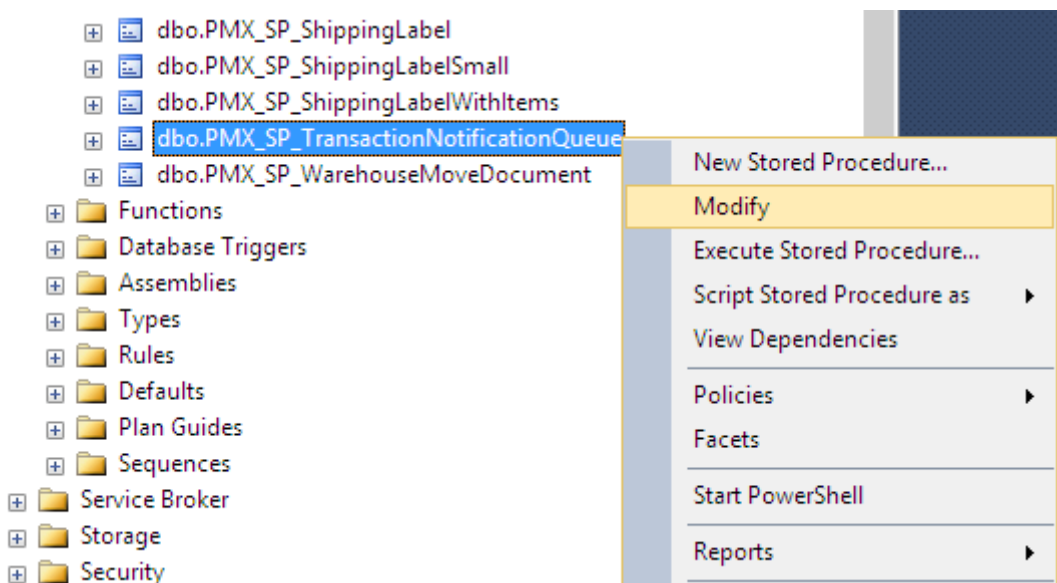 dbo.PMX_SP_ShippingLabel
dbo.PMX_SP_ShippingLabelSmall
dbo.PMX_SP_ShippingLabelWithItems
dbo.PMX_SP_TransactionNotificationQueue
dbo.PMX_SP_WarehouseMoveDocument
Functions
Database Triggers
Assemblies
Types
Rules
Defaults
Plan Guides
Sequences
Service Broker
Storage
Security
New Stored Procedure...
Modify
Execute Stored Procedure...
Script Stored Procedure as
View Dependencies
Policies
Facets
Start PowerShell
Reports